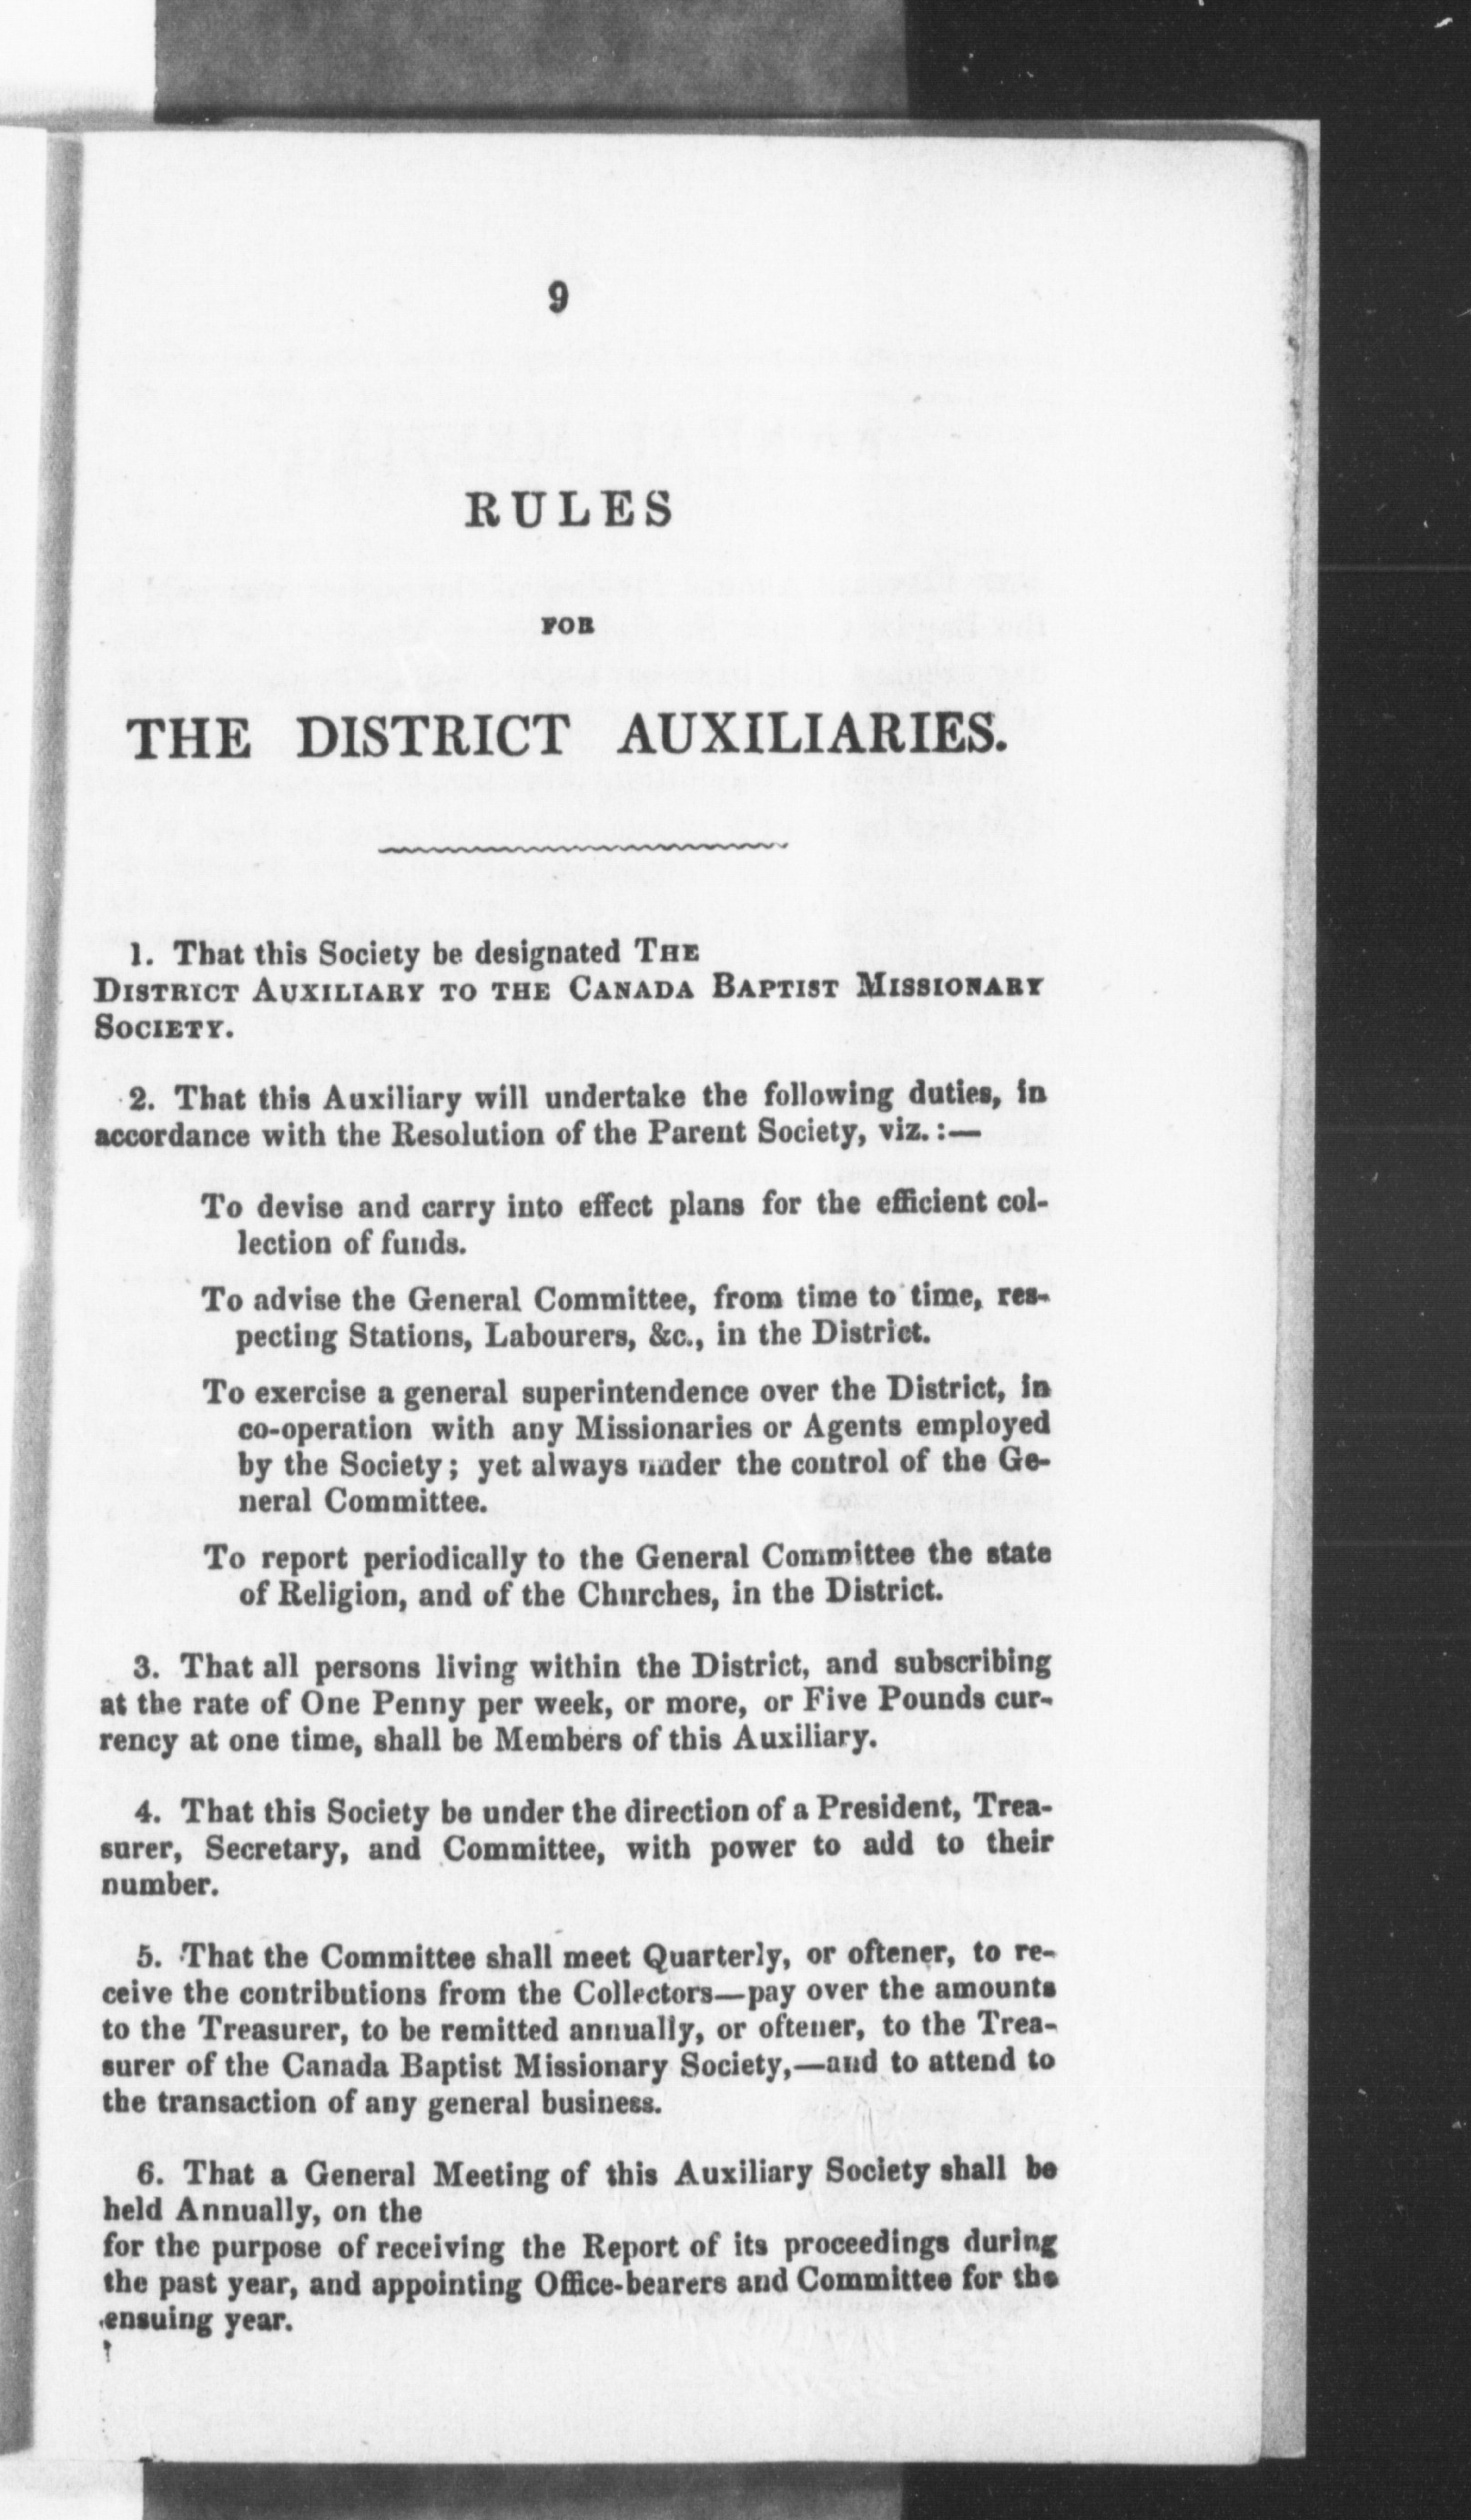 9
RULES
FOR
THE DISTRICT AUXILIARIES.
1. That this Society be designated THE
DISTRICT AUXILIARY TO THE CANADA BAPTIST MISSIONARY
SOCIETY.
2. That this Auxiliary will undertake the following duties, in
accordance with the Resolution of the Parent Society, viz. :—
To devise and carry into effect plans for the efficient col-
lection of funds.
To advise the General Committee, from time to time, res-
pecting Stations, Labourers, &c., in the District.
To exercise a general superintendence over the District, in
co-operation with any Missionaries or Agents employed
by the Society; yet always under the control of the Ge-
neral Committee.
To report periodically to the General Committee the state
of Religion, and of the Churches, in the District.
3. That all persons living within the District, and subscribing
at the rate of One Penny per week, or more, or Five Pounds cur-
rency at one time, shall be Members of this Auxiliary.
4. That this Society be under the direction of a President, Trea-
surer, Secretary, and Committee, with power to add to their
number.
5. That the Committee shall meet Quarterly, or oftener, to re-
ceive the contributions from the Collectors—pay over the amounts
to the Treasurer, to be remitted annually, or oftener, to the Trea-
surer of the Canada Baptist Missionary Society,—and to attend to
the transaction of any general business.
6. That a General Meeting of this Auxiliary Society shall be
held Annually, on the
for the purpose of receiving the Report of its proceedings during
the past year, and appointing Office-bearers and Committee for the
ensuing year.